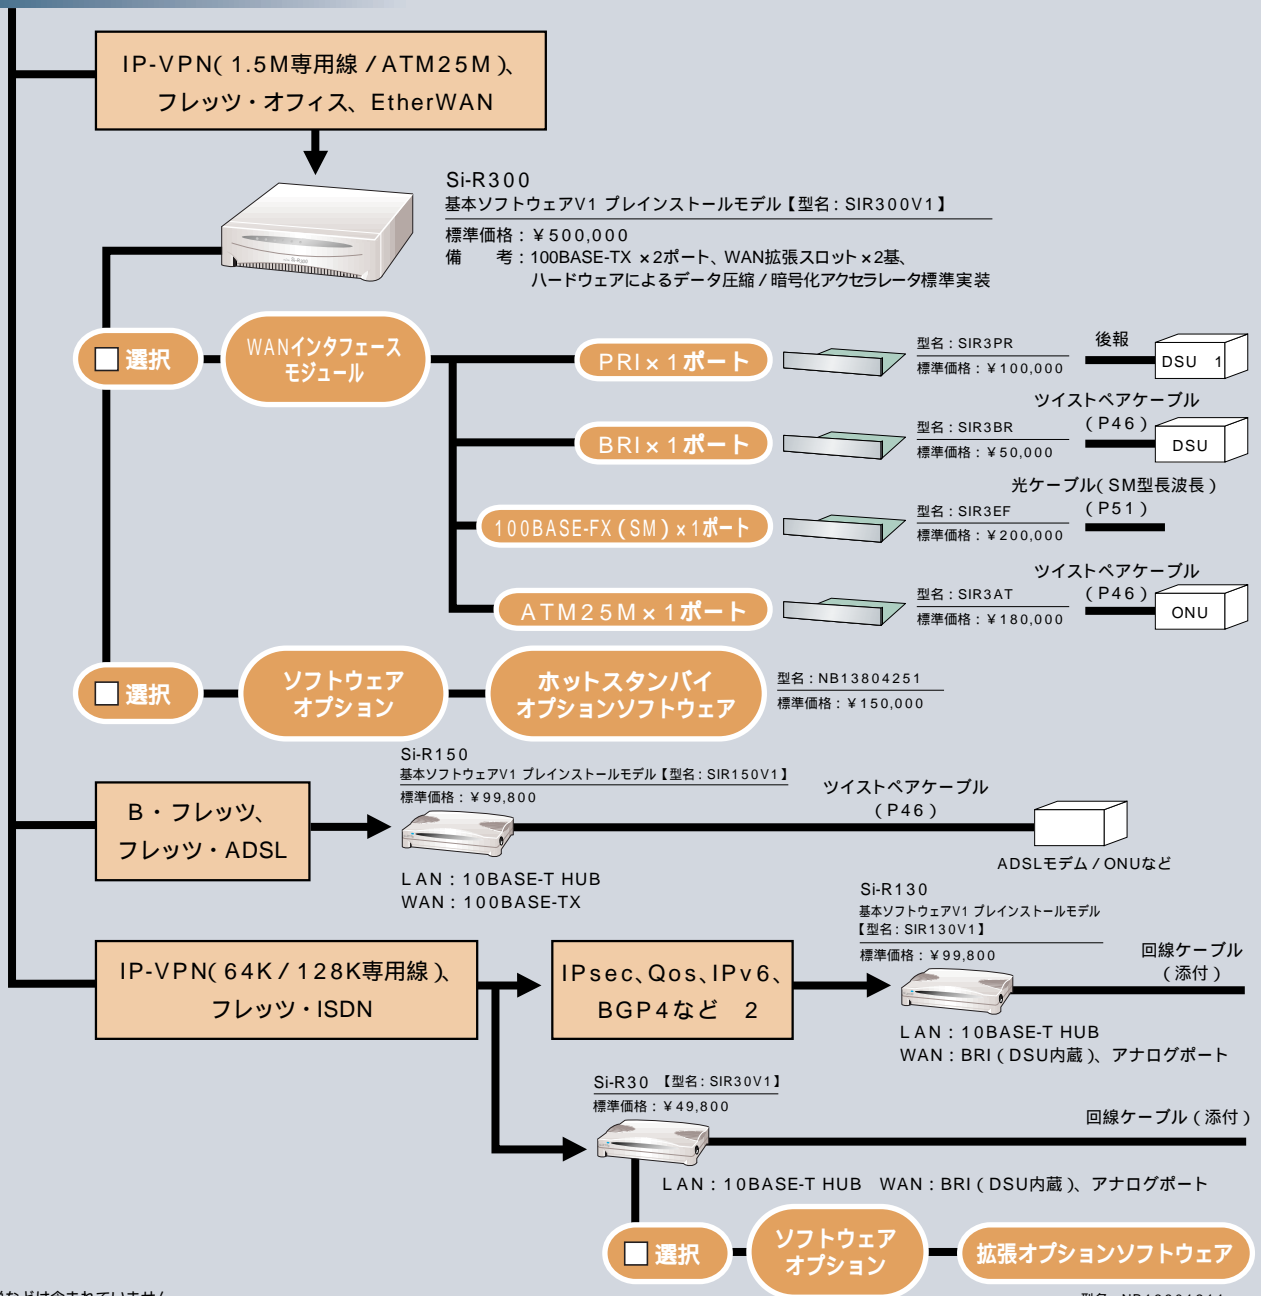 IP-VPN(1.5M専用線/ATM25M)、
フレッツ・オフィス、EtherWAN
Si-R300
基本ソフトウェアV1 プレインストールモデル【型名:SIR300V1】
標準価格:¥500,000
備 考:100BASE-TX×2ポート、WAN拡張スロット×2基、
ハードウェアによるデータ圧縮/暗号化アクセラレータ標準実装
選択
WANインタフェース
モジュール
PRI×1ポート
型名:SIR3PR
標準価格:¥100,000
後報
DSU 1
BRI×1ポート
型名:SIR3BR
標準価格:¥50,000
ツイストペアケーブル
(P46)
DSU
100BASE-FX(SM)×1ポート
型名:SIR3EF
標準価格:¥200,000
光ケーブル(SM型長波長)
(P51)
ATM25M×1ポート
型名:SIR3AT
標準価格:¥180,000
ツイストペアケーブル
(P46)
ONU
選択
ソフトウェア
オプション
ホットスタンバイ
オプションソフトウェア
型名:NB13804251
標準価格:¥150,000
B・フレッツ、
フレッツ・ADSL
Si-R150
基本ソフトウェアV1 プレインストールモデル【型名:SIR150V1】
標準価格:¥99,800
LAN:10BASE-T HUB
WAN:100BASE-TX
ツイストペアケーブル
(P46)
ADSLモデム/ONUなど
IP-VPN(64K/128K専用線)、
フレッツ・ISDN
IPsec、Qos、IPv6、
BGP4など 2
Si-R130
基本ソフトウェアV1 プレインストールモデル
【型名:SIR130V1】
標準価格:¥99,800
回線ケーブル
(添付)
LAN:10BASE-T HUB
WAN:BRI(DSU内蔵)、アナログポート
Si-R30 【型名:SIR30V1】
標準価格:¥49,800
回線ケーブル(添付)
LAN:10BASE-T HUB WAN:BRI(DSU内蔵)、アナログポート
選択
ソフトウェア
オプション
拡張オプションソフトウェア